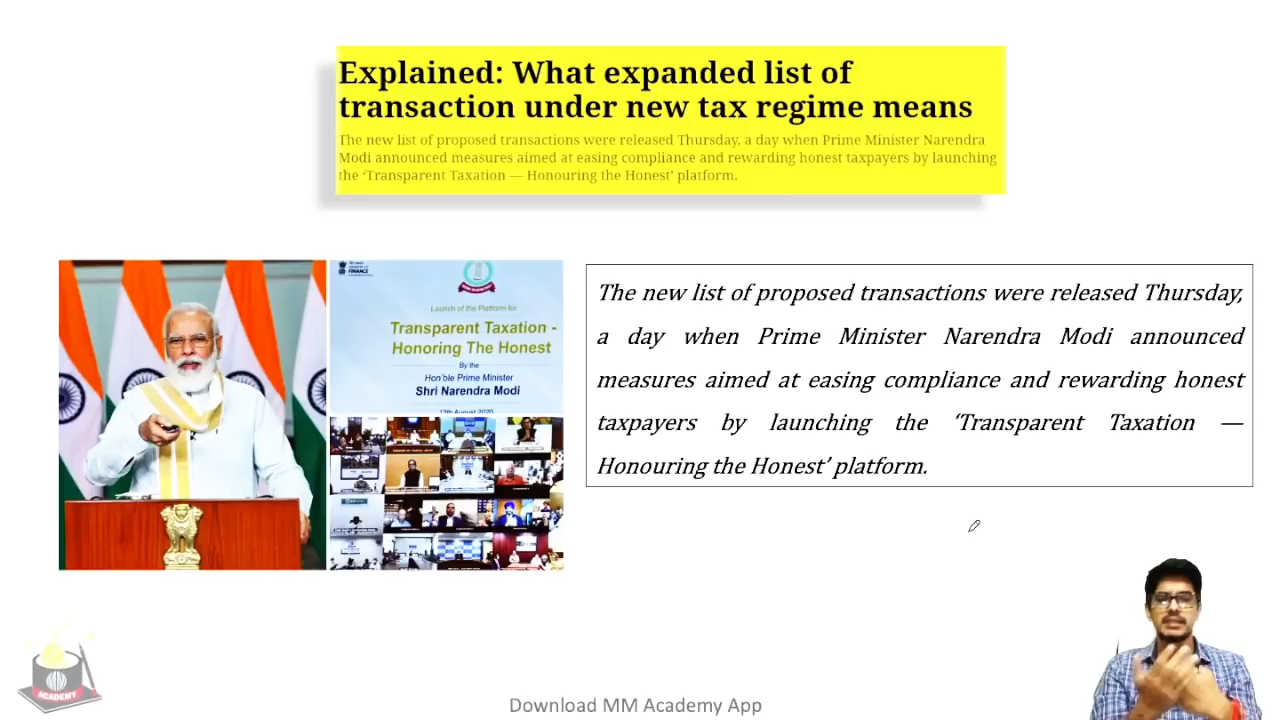 Explained: What expanded list of
transaction under new tax regime means
The new list of proposed transactions were released Thursday, a day when Prime Minister Narendra
Modi announced measures aimed at easing compliance and rewarding honest taxpayers by launching
the ‘Transparent Taxation — Honouring the Honest’ platform.
FINANCE
Launch of the Platform for
Transparent Taxation -
Honoring The Honest
By the
Hon'ble Prime Minister
Shri Narendra Modi
13th August 2020
The new list of proposed transactions were released Thursday,
a day when Prime Minister Narendra Modi announced
measures aimed at easing compliance and rewarding honest
taxpayers by launching the ‘Transparent Taxation —
Honouring the Honest’ platform.
ACADEMY
Download MM Academy App